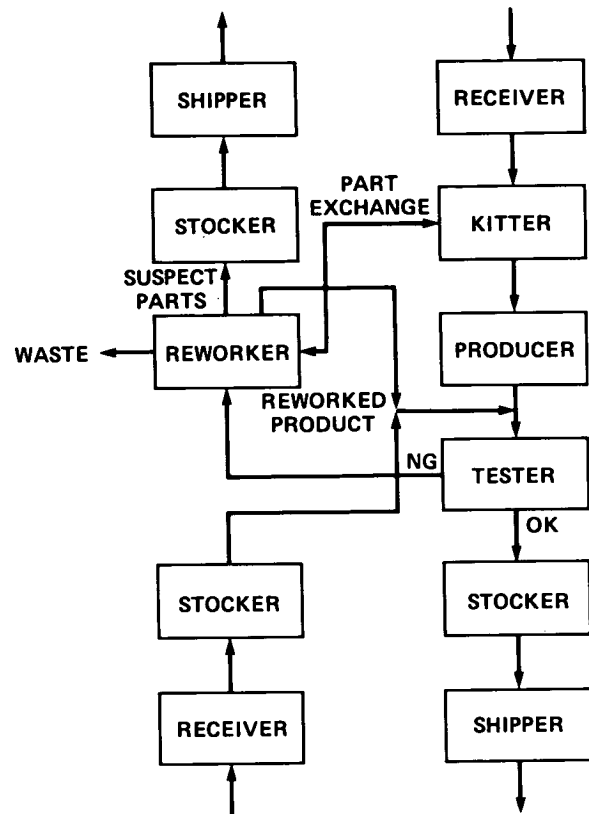 SHIPPER
RECEIVER
PART
EXCHANGE
STOCKER
KITTER
SUSPECT
PARTS
WASTE
REWORKER
PRODUCER
REWORKED
PRODUCT
NG
TESTER
OK
STOCKER
STOCKER
RECEIVER
SHIPPER